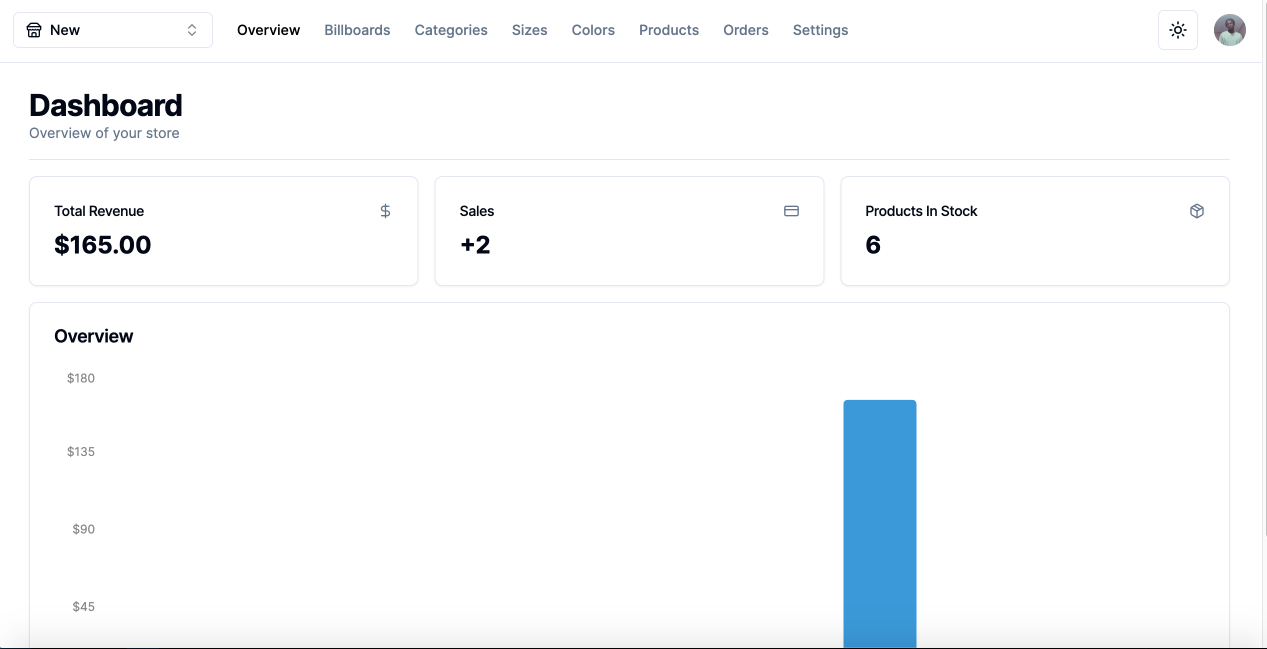 New Overview Billboards Categories Sizes Colors Products Orders Settings
Dashboard
Overview of your store
Total Revenue
$165.00
Sales
+2
Products In Stock
6
Overview
$180
$135
$90
$45